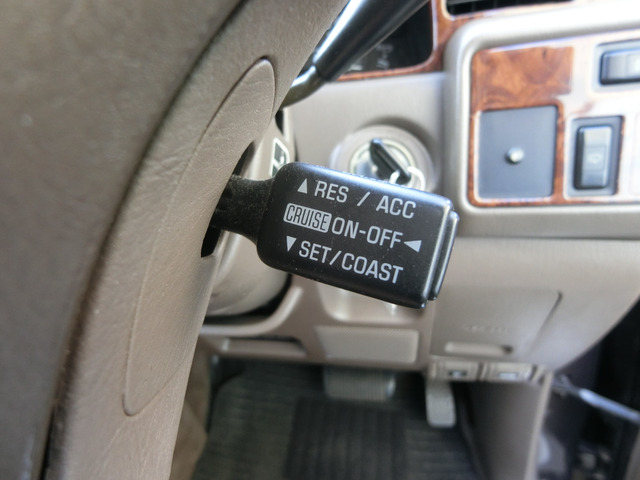 ▲ RES / ACC
CRUISE ON-OFF ◀
▼ SET/COAST